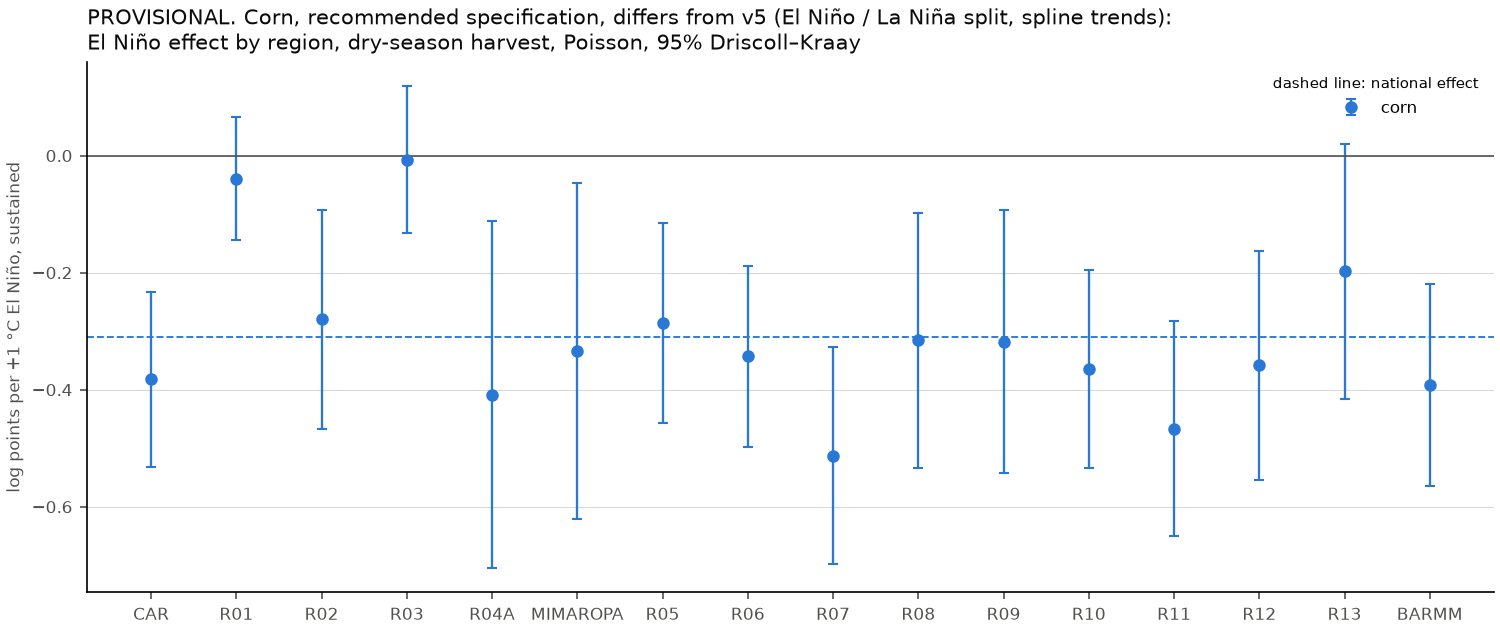 PROVISIONAL. Corn, recommended specification, differs from v5 (El Niño / La Niña split, spline trends):
El Niño effect by region, dry-season harvest, Poisson, 95% Driscoll–Kraay
dashed line: national effect
corn
log points per +1 °C El Niño, sustained
0.0
−0.2
−0.4
−0.6
CAR R01 R02 R03 R04A MIMAROPA R05 R06 R07 R08 R09 R10 R11 R12 R13 BARMM